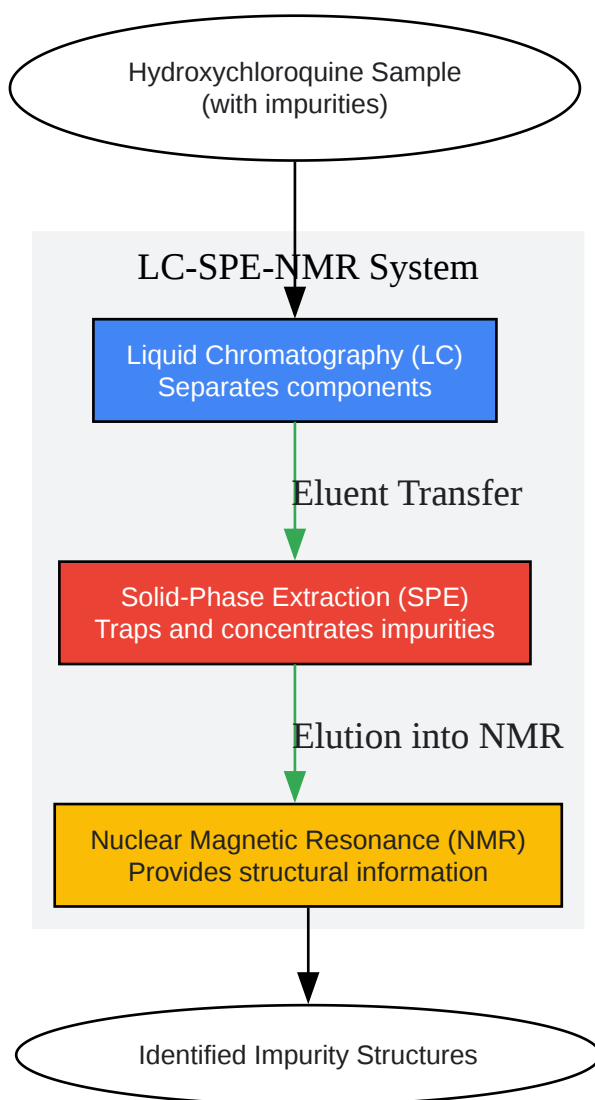 Hydroxychloroquine Sample
(with impurities)
LC-SPE-NMR System
Liquid Chromatography (LC)
Separates components
Eluent Transfer
Solid-Phase Extraction (SPE)
Traps and concentrates impurities
Elution into NMR
Nuclear Magnetic Resonance (NMR)
Provides structural information
Identified Impurity Structures